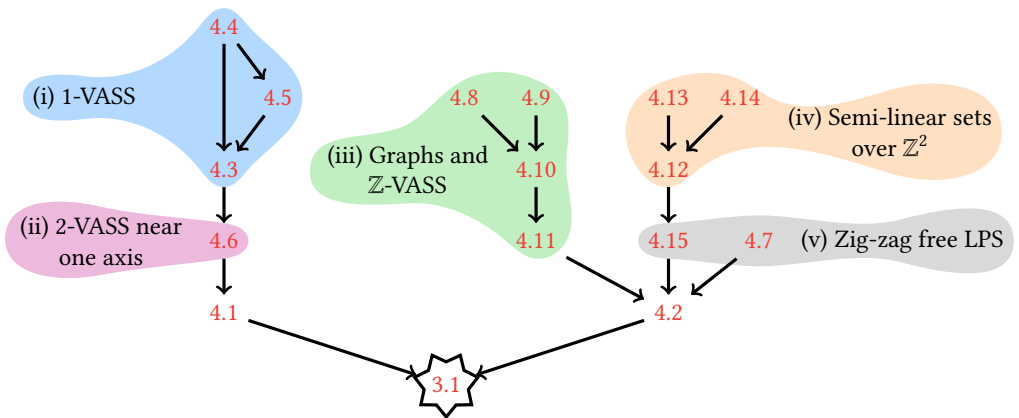 4.4
(i) 1-VASS
4.5
4.8
4.9
4.13
4.14
(iv) Semi-linear sets
over ℤ²
4.3
(iii) Graphs and
ℤ-VASS
4.10
4.12
(ii) 2-VASS near
one axis
4.6
4.11
4.15
4.7
(v) Zig-zag free LPS
4.1
4.2
3.1